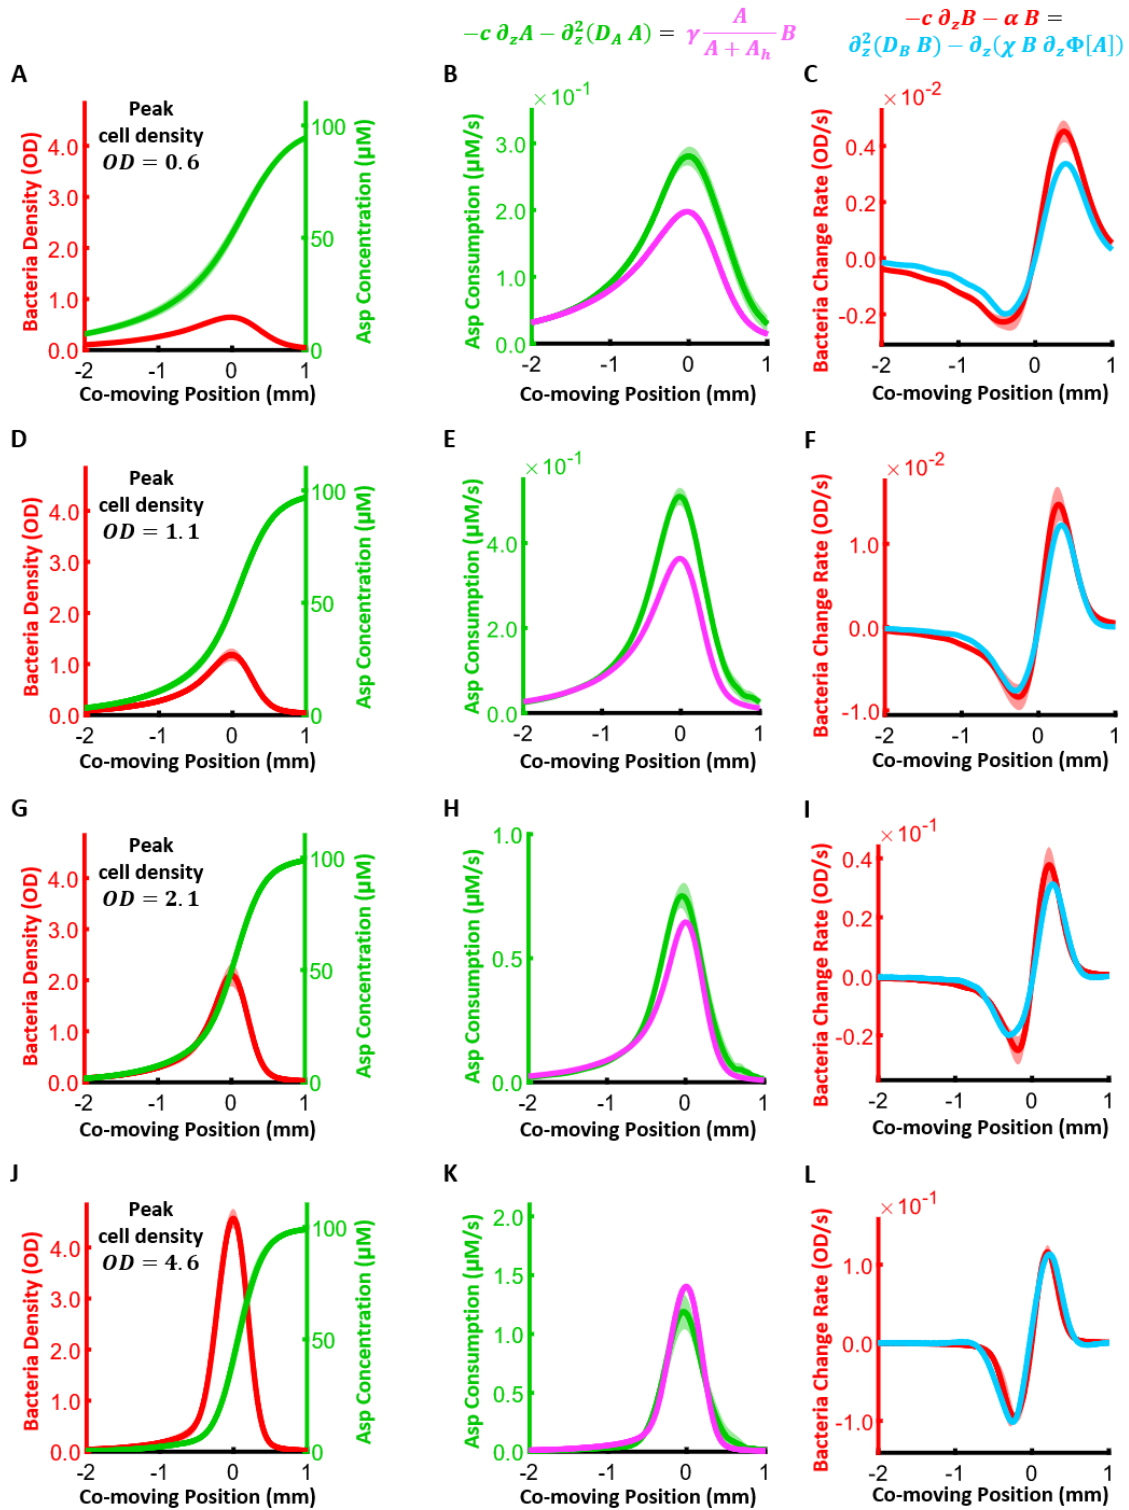 −c ∂_z A − ∂_z^2(D_A A) = γ A/(A + A_h) B
−c ∂_z B − α B =
∂_z^2(D_B B) − ∂_z(χ B ∂_z Φ[A])
A
Peak
cell density
OD = 0.6
Bacteria Density (OD)
4.0
3.0
2.0
1.0
0.0
Asp Concentration (μM)
100
50
0
-2 -1 0 1
Co-moving Position (mm)
B
×10^-1
Asp Consumption (μM/s)
3.0
2.0
1.0
0.0
-2 -1 0 1
Co-moving Position (mm)
C
×10^-2
Bacteria Change Rate (OD/s)
0.4
0.2
0.0
-0.2
-2 -1 0 1
Co-moving Position (mm)
D
Peak
cell density
OD = 1.1
Bacteria Density (OD)
4.0
3.0
2.0
1.0
0.0
Asp Concentration (μM)
100
50
0
-2 -1 0 1
Co-moving Position (mm)
E
×10^-1
Asp Consumption (μM/s)
4.0
2.0
0.0
-2 -1 0 1
Co-moving Position (mm)
F
×10^-2
Bacteria Change Rate (OD/s)
1.0
0.0
-1.0
-2 -1 0 1
Co-moving Position (mm)
G
Peak
cell density
OD = 2.1
Bacteria Density (OD)
4.0
3.0
2.0
1.0
0.0
Asp Concentration (μM)
100
50
0
-2 -1 0 1
Co-moving Position (mm)
H
Asp Consumption (μM/s)
1.0
0.5
0.0
-2 -1 0 1
Co-moving Position (mm)
I
×10^-1
Bacteria Change Rate (OD/s)
0.4
0.2
0.0
-0.2
-2 -1 0 1
Co-moving Position (mm)
J
Peak
cell density
OD = 4.6
Bacteria Density (OD)
4.0
3.0
2.0
1.0
0.0
Asp Concentration (μM)
100
50
0
-2 -1 0 1
Co-moving Position (mm)
K
Asp Consumption (μM/s)
2.0
1.5
1.0
0.5
0.0
-2 -1 0 1
Co-moving Position (mm)
L
×10^-1
Bacteria Change Rate (OD/s)
1.0
0.0
-1.0
-2 -1 0 1
Co-moving Position (mm)